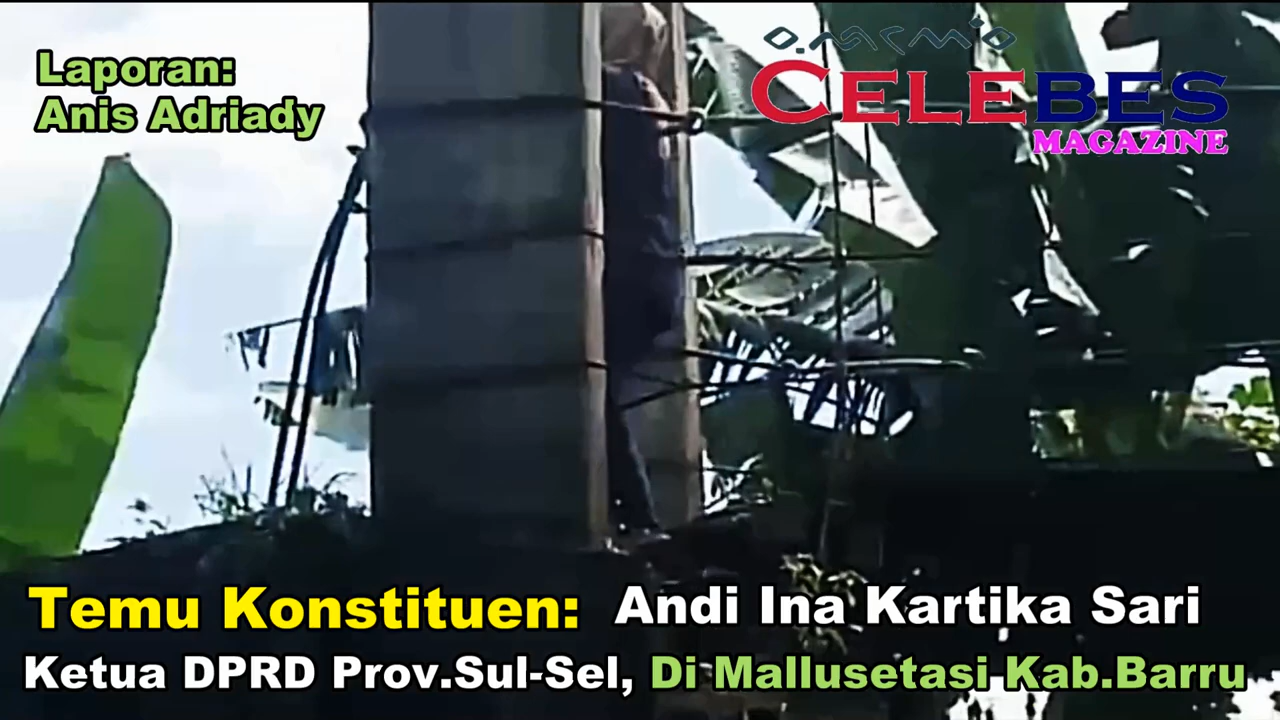 Laporan:
Anis Adriady
CELEBES
MAGAZINE
Temu Konstituen: Andi Ina Kartika Sari
Ketua DPRD Prov.Sul-Sel, Di Mallusetasi Kab.Barru